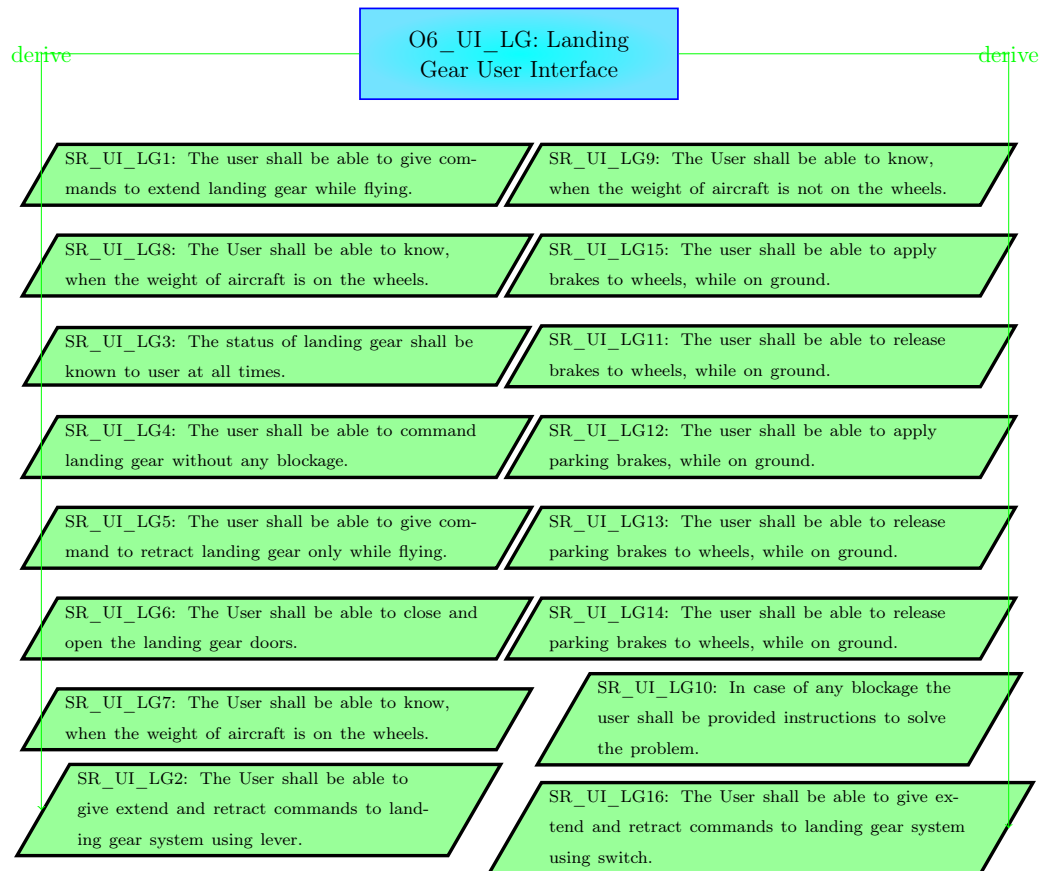 O6_UI_LG: Landing
Gear User Interface
derive
derive
SR_UI_LG1: The user shall be able to give com-
mands to extend landing gear while flying.
SR_UI_LG8: The User shall be able to know,
when the weight of aircraft is on the wheels.
SR_UI_LG3: The status of landing gear shall be
known to user at all times.
SR_UI_LG4: The user shall be able to command
landing gear without any blockage.
SR_UI_LG5: The user shall be able to give com-
mand to retract landing gear only while flying.
SR_UI_LG6: The User shall be able to close and
open the landing gear doors.
SR_UI_LG7: The User shall be able to know,
when the weight of aircraft is on the wheels.
SR_UI_LG2: The User shall be able to
give extend and retract commands to land-
ing gear system using lever.
SR_UI_LG9: The User shall be able to know,
when the weight of aircraft is not on the wheels.
SR_UI_LG15: The user shall be able to apply
brakes to wheels, while on ground.
SR_UI_LG11: The user shall be able to release
brakes to wheels, while on ground.
SR_UI_LG12: The user shall be able to apply
parking brakes, while on ground.
SR_UI_LG13: The user shall be able to release
parking brakes to wheels, while on ground.
SR_UI_LG14: The user shall be able to release
parking brakes to wheels, while on ground.
SR_UI_LG10: In case of any blockage the
user shall be provided instructions to solve
the problem.
SR_UI_LG16: The User shall be able to give ex-
tend and retract commands to landing gear system
using switch.